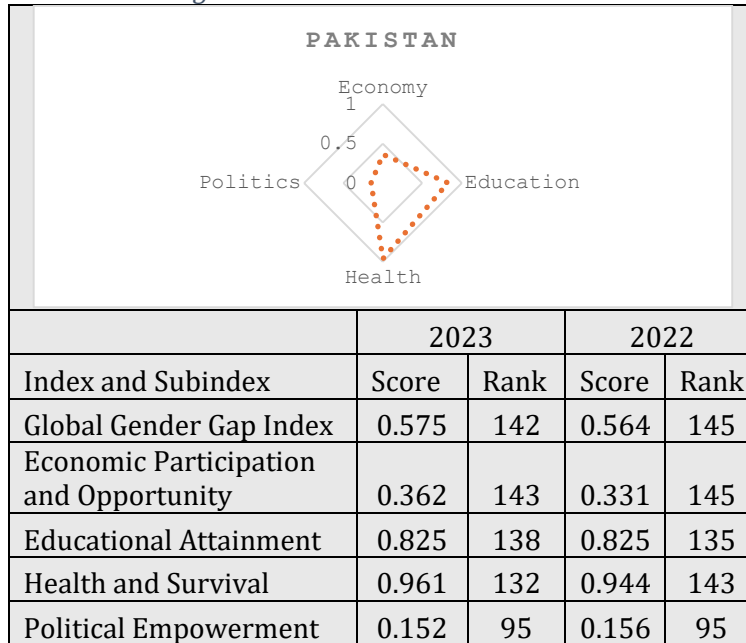 PAKISTAN
Economy
1
0.5
Politics 0 Education
Health
2023 2022
Index and Subindex Score Rank Score Rank
Global Gender Gap Index 0.575 142 0.564 145
Economic Participation
and Opportunity 0.362 143 0.331 145
Educational Attainment 0.825 138 0.825 135
Health and Survival 0.961 132 0.944 143
Political Empowerment 0.152 95 0.156 95